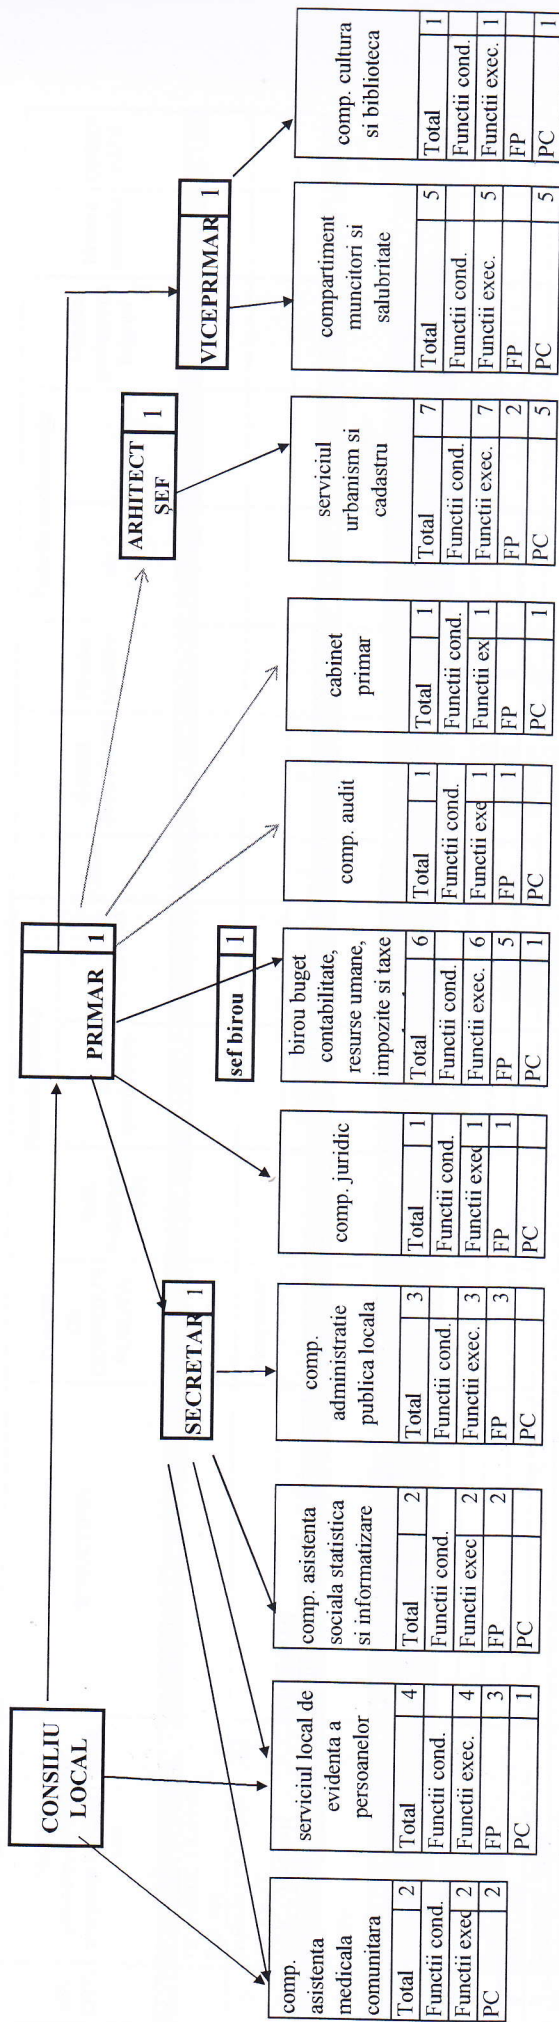 CONSILIU
LOCAL
PRIMAR 1
ARHITECT
ŞEF 1
VICEPRIMAR 1
SECRETAR 1
sef birou 1
comp.
asistenta
medicala
comunitara
Total 2
Functii cond.
Functii exec 2
PC 2
serviciul local de
evidenta a
persoanelor
Total 4
Functii cond.
Functii exec. 4
FP 3
PC 1
comp. asistenta
sociala statistica
si informatizare
Total 2
Functii cond.
Functii exec 2
FP 2
PC
comp.
administratie
publica locala
Total 3
Functii cond.
Functii exec. 3
FP 3
PC
comp. juridic
Total 1
Functii cond.
Functii exec 1
FP 1
PC
birou buget
contabilitate,
resurse umane,
impozite si taxe
Total 6
Functii cond.
Functii exec. 6
FP 5
PC 1
comp. audit
Total 1
Functii cond.
Functii exe 1
FP 1
PC
cabinet
primar
Total 1
Functii cond.
Functii ex 1
FP
PC 1
serviciul
urbanism si
cadastru
Total 7
Functii cond.
Functii exec. 7
FP 2
PC 5
compartiment
muncitori si
salubritate
Total 5
Functii cond.
Functii exec. 5
FP
PC 5
comp. cultura
si biblioteca
Total 1
Functii cond.
Functii exec. 1
FP
PC 1